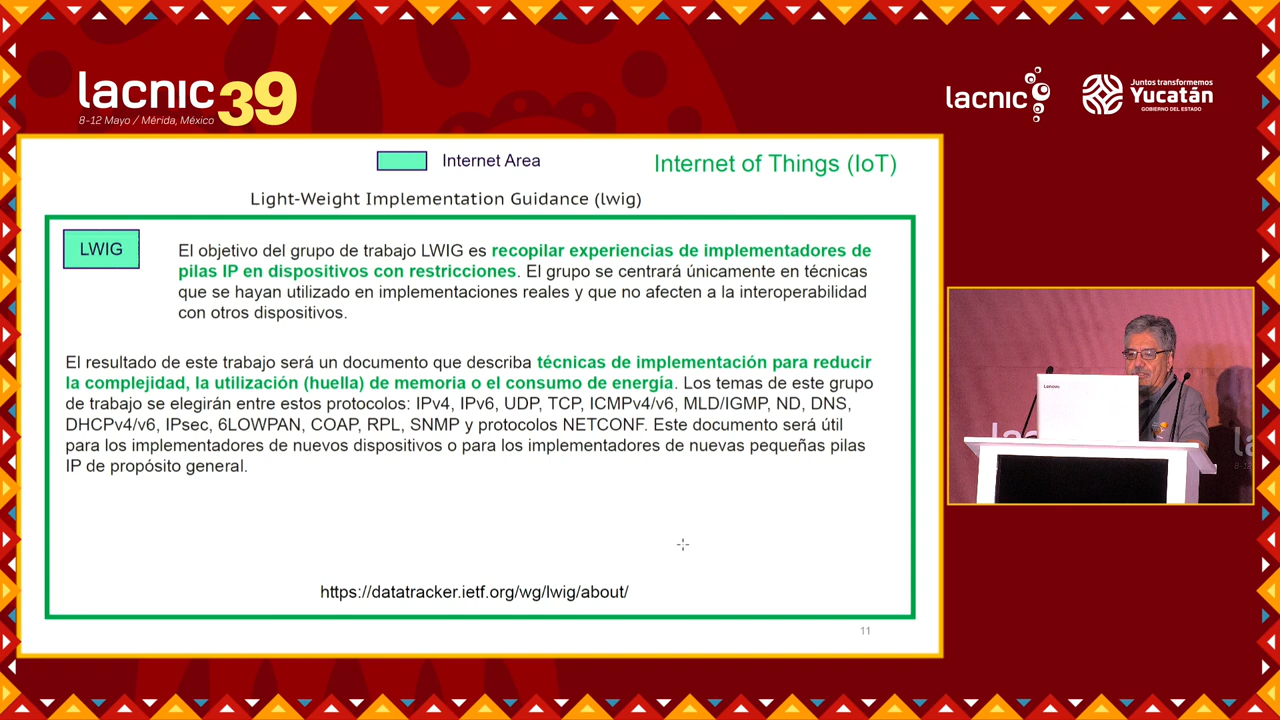 lacnic 39
8-12 Mayo / Mérida, México
lacnic
Juntos transformemos
Yucatán
GOBIERNO DEL ESTADO
Internet Area
Internet of Things (IoT)
Light-Weight Implementation Guidance (lwig)
LWIG
El objetivo del grupo de trabajo LWIG es recopilar experiencias de implementadores de
pilas IP en dispositivos con restricciones. El grupo se centrará únicamente en técnicas
que se hayan utilizado en implementaciones reales y que no afecten a la interoperabilidad
con otros dispositivos.
El resultado de este trabajo será un documento que describa técnicas de implementación para reducir
la complejidad, la utilización (huella) de memoria o el consumo de energía. Los temas de este grupo
de trabajo se elegirán entre estos protocolos: IPv4, IPv6, UDP, TCP, ICMPv4/v6, MLD/IGMP, ND, DNS,
DHCPv4/v6, IPsec, 6LOWPAN, COAP, RPL, SNMP y protocolos NETCONF. Este documento será útil
para los implementadores de nuevos dispositivos o para los implementadores de nuevas pequeñas pilas
IP de propósito general.
https://datatracker.ietf.org/wg/lwig/about/
11
Lenovo